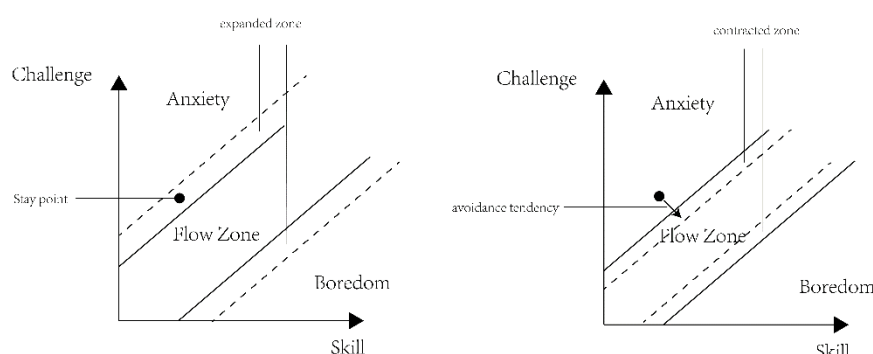 expanded zone
Challenge
Anxiety
Stay point
Flow Zone
Boredom
Skill
contracted zone
Challenge
Anxiety
avoidance tendency
Flow Zone
Boredom
Skill